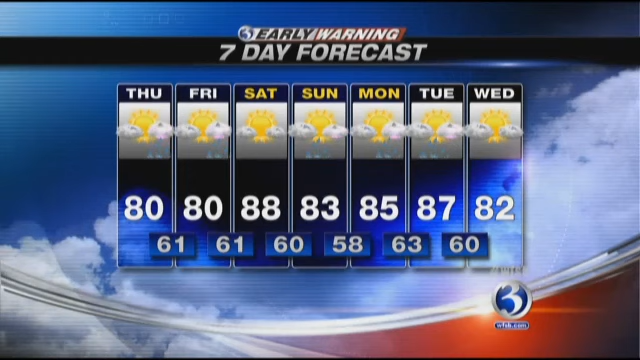 3 EARLY WARNING
7 DAY FORECAST
THU FRI SAT SUN MON TUE WED
80 80 88 83 85 87 82
61 61 60 58 63 60
3
wfsb.com